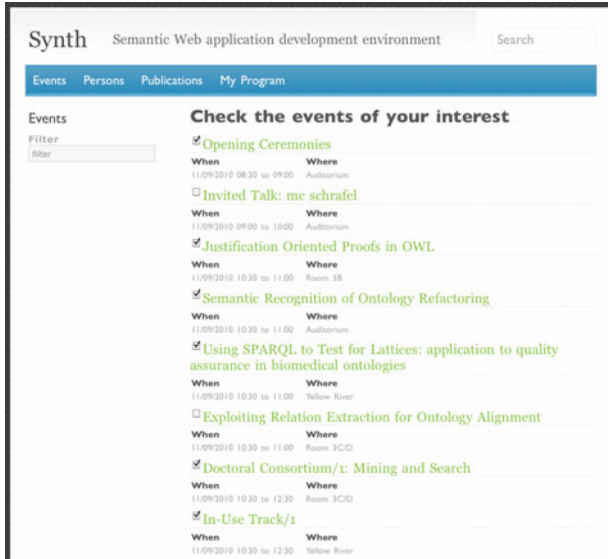 Synth Semantic Web application development environment Search
Events Persons Publications My Program
Events
Filter
filter
Check the events of your interest
Opening Ceremonies
When Where
11/09/2010 08:30 to 09:00 Auditorium
Invited Talk: mc schrafel
When Where
11/09/2010 09:00 to 10:00 Auditorium
Justification Oriented Proofs in OWL
When Where
11/09/2010 10:30 to 11:00 Room 3B
Semantic Recognition of Ontology Refactoring
When Where
11/09/2010 10:30 to 11:00 Auditorium
Using SPARQL to Test for Lattices: application to quality
assurance in biomedical ontologies
When Where
11/09/2010 10:30 to 11:00 Yellow River
Exploiting Relation Extraction for Ontology Alignment
When Where
11/09/2010 10:30 to 11:00 Room 3C/D
Doctoral Consortium/1: Mining and Search
When Where
11/09/2010 10:30 to 12:30 Room 3C/D
In-Use Track/1
When Where
11/09/2010 10:30 to 12:30 Yellow River